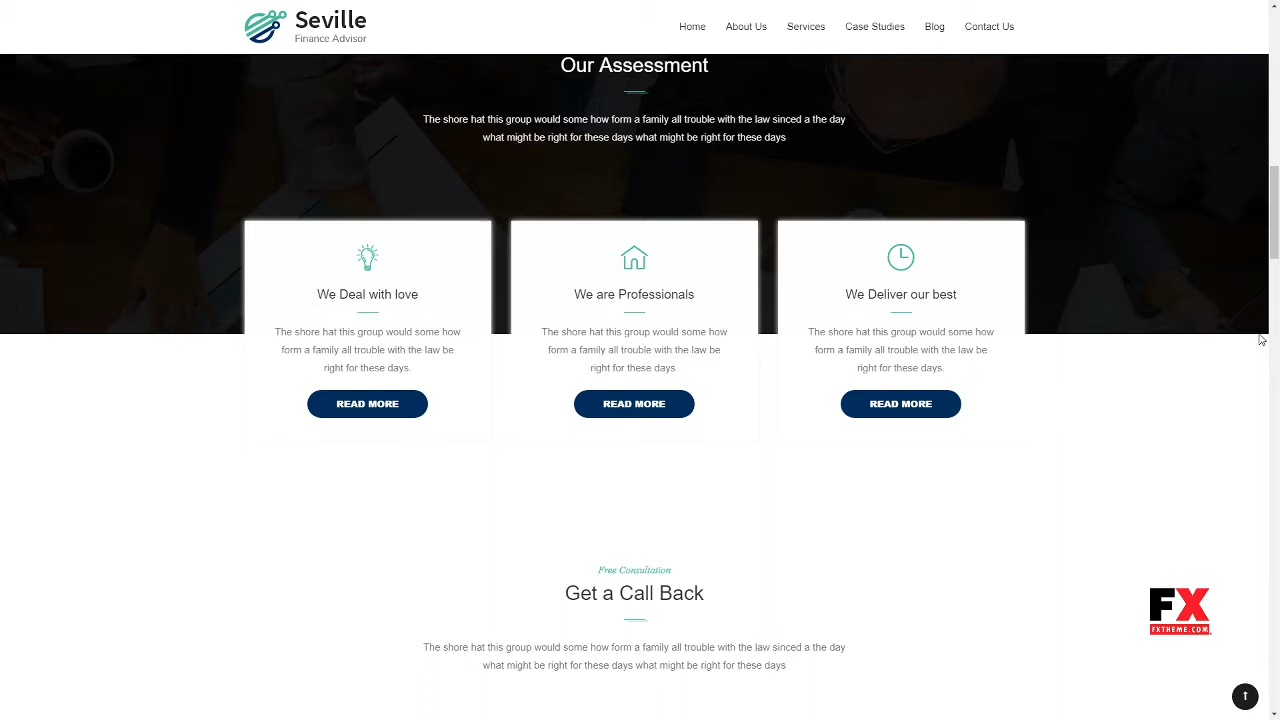 Seville
Finance Advisor
Home About Us Services Case Studies Blog Contact Us
Our Assessment
The shore hat this group would some how form a family all trouble with the law sinced a the day
what might be right for these days what might be right for these days
We Deal with love
The shore hat this group would some how
form a family all trouble with the law be
right for these days.
READ MORE
We are Professionals
The shore hat this group would some how
form a family all trouble with the law be
right for these days.
READ MORE
We Deliver our best
The shore hat this group would some how
form a family all trouble with the law be
right for these days.
READ MORE
Free Consultation
Get a Call Back
The shore hat this group would some how form a family all trouble with the law sinced a the day
what might be right for these days what might be right for these days
FX
FXTHEME.COM